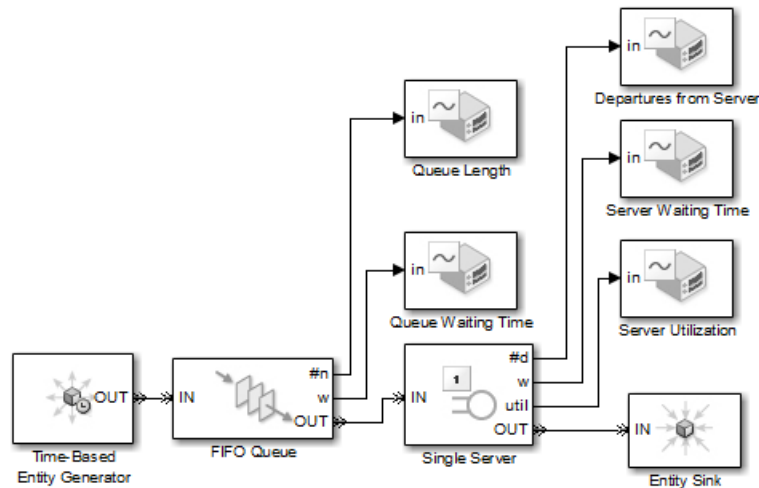 in
Departures from Server
in
Queue Length
in
Server Waiting Time
in
Queue Waiting Time
in
Server Utilization
OUT
Time-Based
Entity Generator
IN
#n
w
OUT
FIFO Queue
IN
1
#d
w
util
OUT
Single Server
IN
Entity Sink